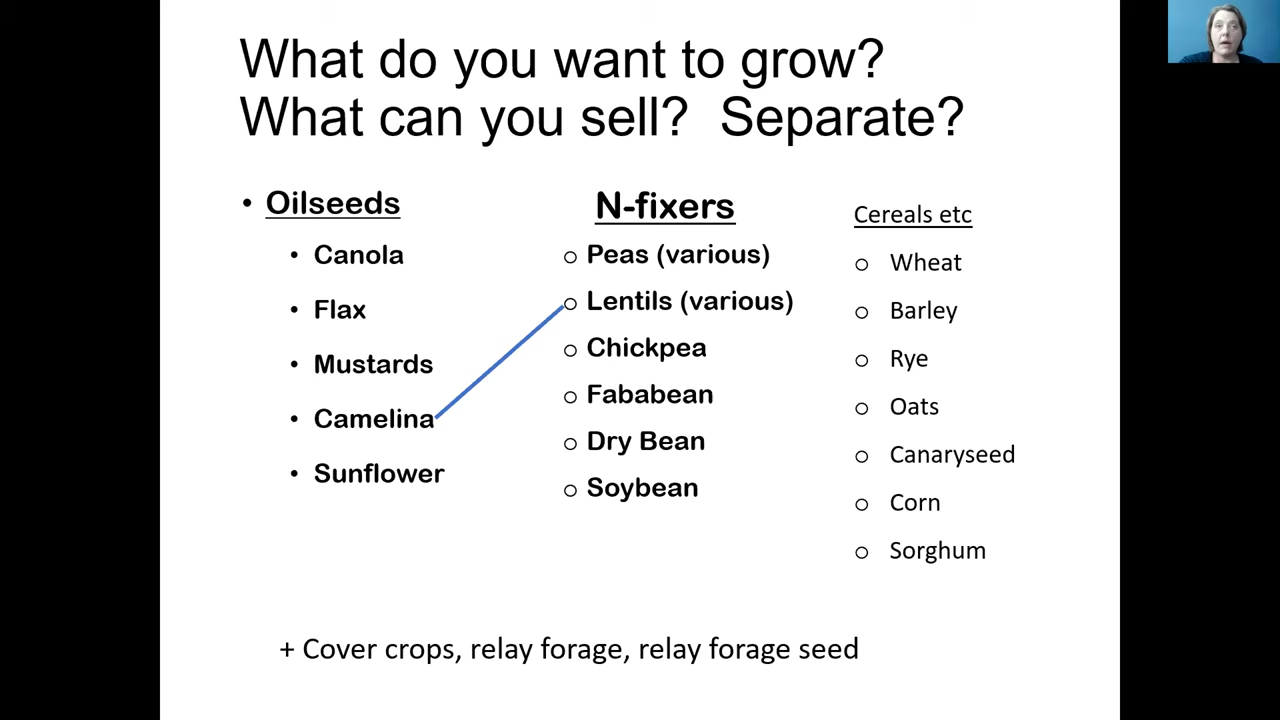 What do you want to grow?
What can you sell? Separate?
• Oilseeds
• Canola
• Flax
• Mustards
• Camelina
• Sunflower
N-fixers
o Peas (various)
o Lentils (various)
o Chickpea
o Fababean
o Dry Bean
o Soybean
Cereals etc
o Wheat
o Barley
o Rye
o Oats
o Canaryseed
o Corn
o Sorghum
+ Cover crops, relay forage, relay forage seed